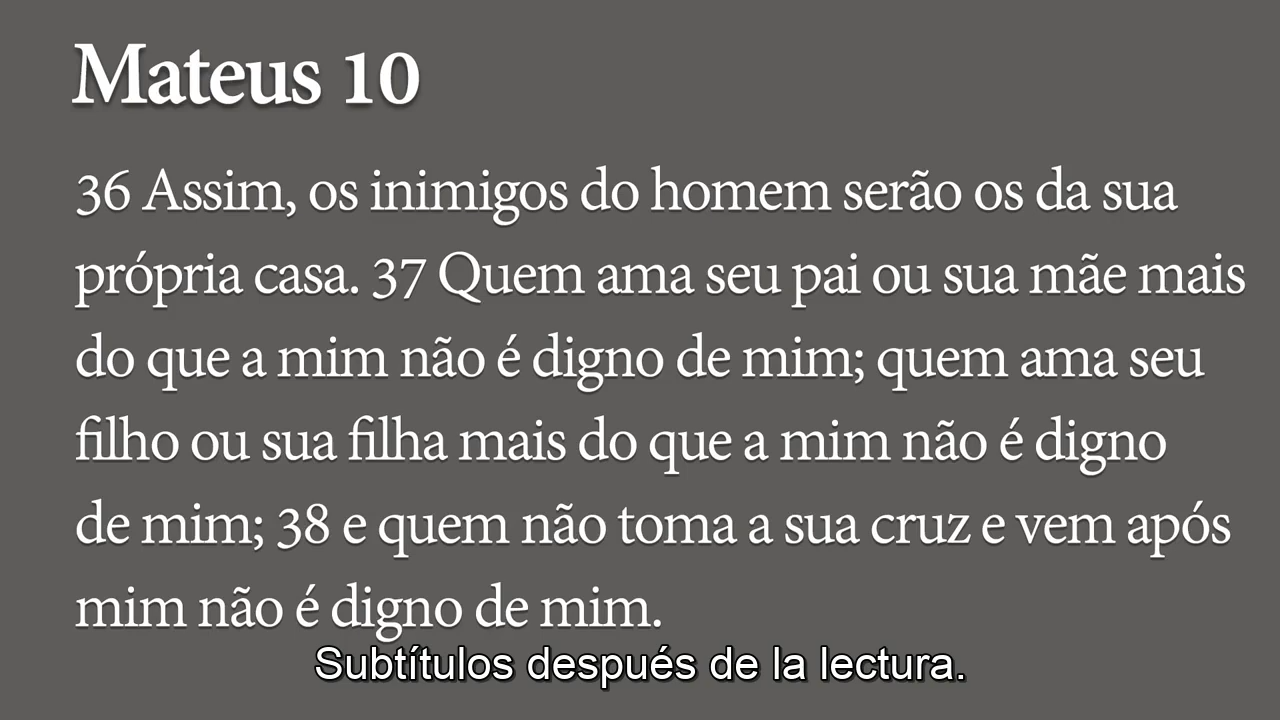 Mateus 10
36 Assim, os inimigos do homem serão os da sua
própria casa. 37 Quem ama seu pai ou sua mãe mais
do que a mim não é digno de mim; quem ama seu
filho ou sua filha mais do que a mim não é digno
de mim; 38 e quem não toma a sua cruz e vem após
mim não é digno de mim.
Subtítulos después de la lectura.